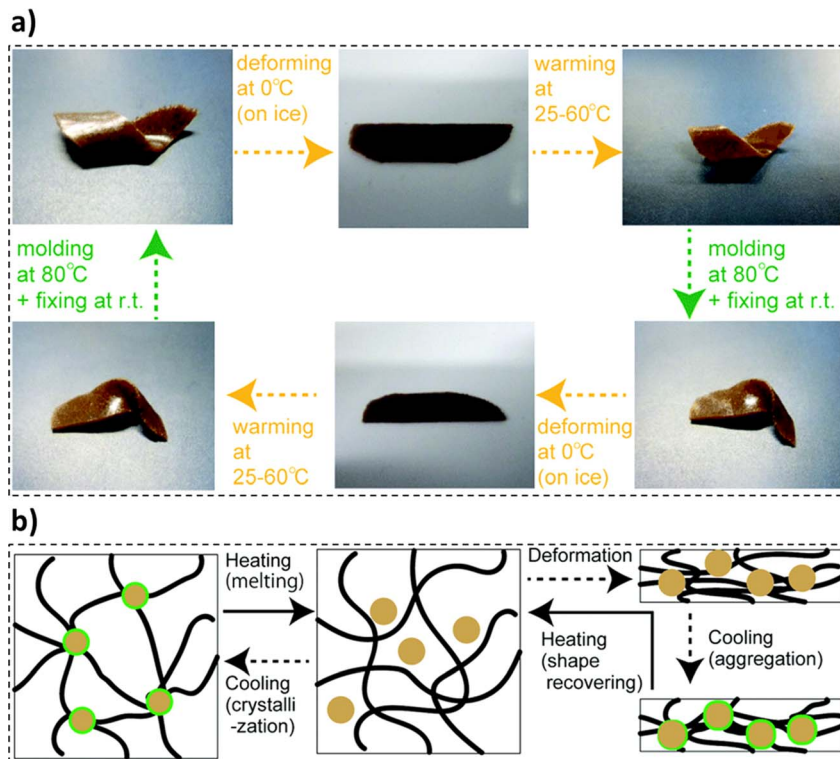 a)
deforming
at 0°C
(on ice)
warming
at
25-60°C
molding
at 80°C
+ fixing at r.t.
molding
at 80°C
+ fixing at r.t.
warming
at
25-60°C
deforming
at 0°C
(on ice)
b)
Heating
(melting)
Cooling
(crystalli
-zation)
Deformation
Heating
(shape
recovering)
Cooling
(aggregation)